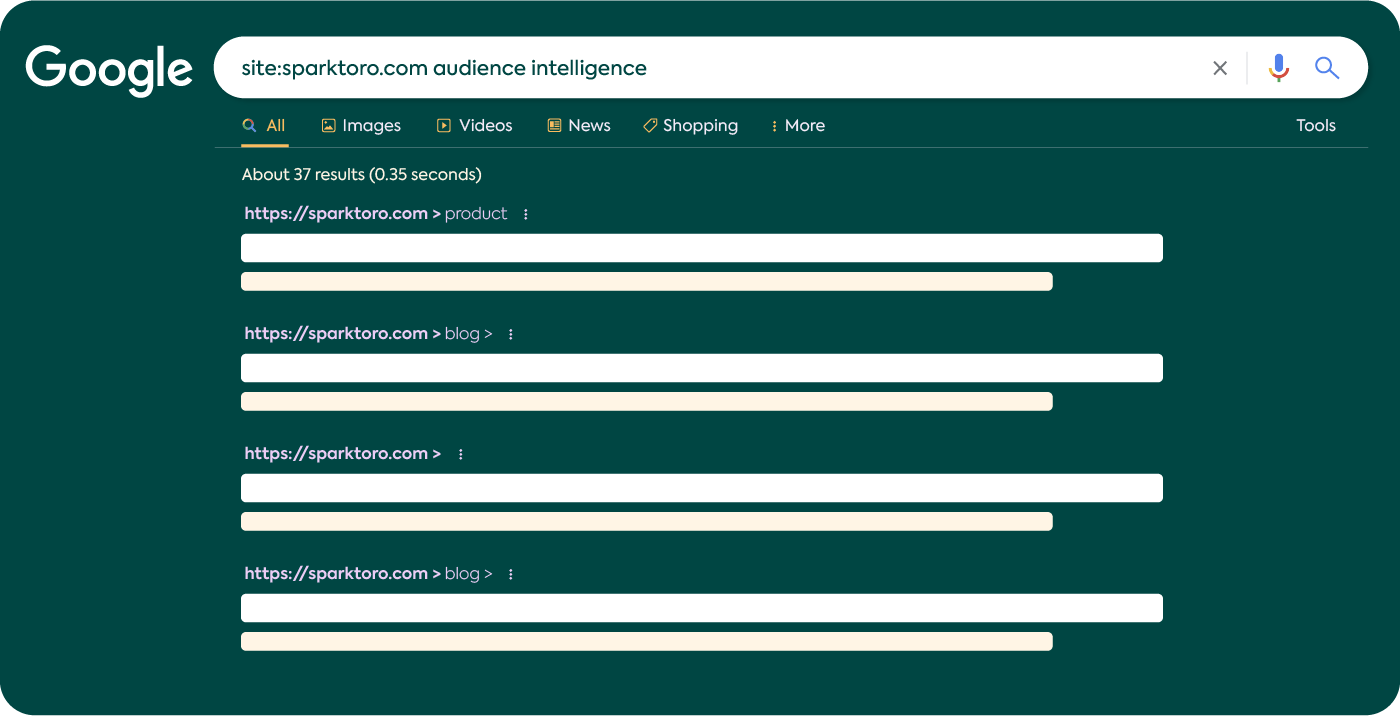 Google
site:sparktoro.com audience intelligence
All Images Videos News Shopping More Tools
About 37 results (0.35 seconds)
https://sparktoro.com > product
https://sparktoro.com > blog >
https://sparktoro.com >
https://sparktoro.com > blog >